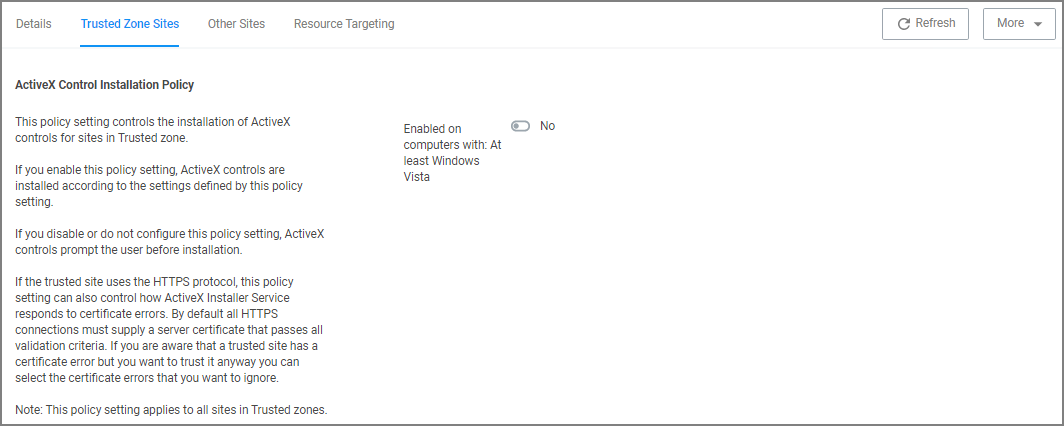 Details
Trusted Zone Sites
Other Sites
Resource Targeting
Refresh
More
ActiveX Control Installation Policy
This policy setting controls the installation of ActiveX
controls for sites in Trusted zone.
If you enable this policy setting, ActiveX controls are
installed according to the settings defined by this policy
setting.
If you disable or do not configure this policy setting, ActiveX
controls prompt the user before installation.
If the trusted site uses the HTTPS protocol, this policy
setting can also control how ActiveX Installer Service
responds to certificate errors. By default all HTTPS
connections must supply a server certificate that passes all
validation criteria. If you are aware that a trusted site has a
certificate error but you want to trust it anyway you can
select the certificate errors that you want to ignore.
Note: This policy setting applies to all sites in Trusted zones.
Enabled on
computers with: At
least Windows
Vista
No